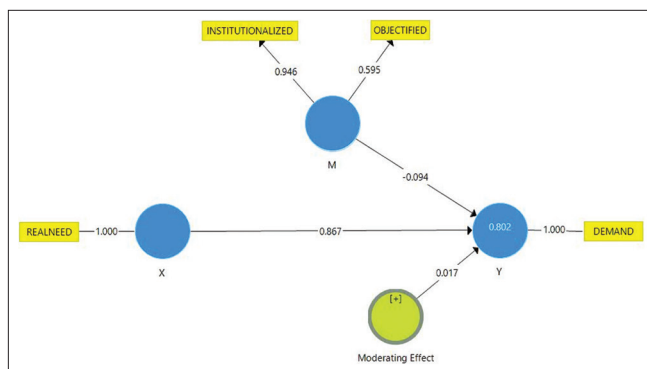 INSTITUTIONALIZED
OBJECTIFIED
0.946
0.595
M
-0.094
REALNEED
1.000
X
0.867
0.802
Y
1.000
DEMAND
0.017
[+]
Moderating Effect